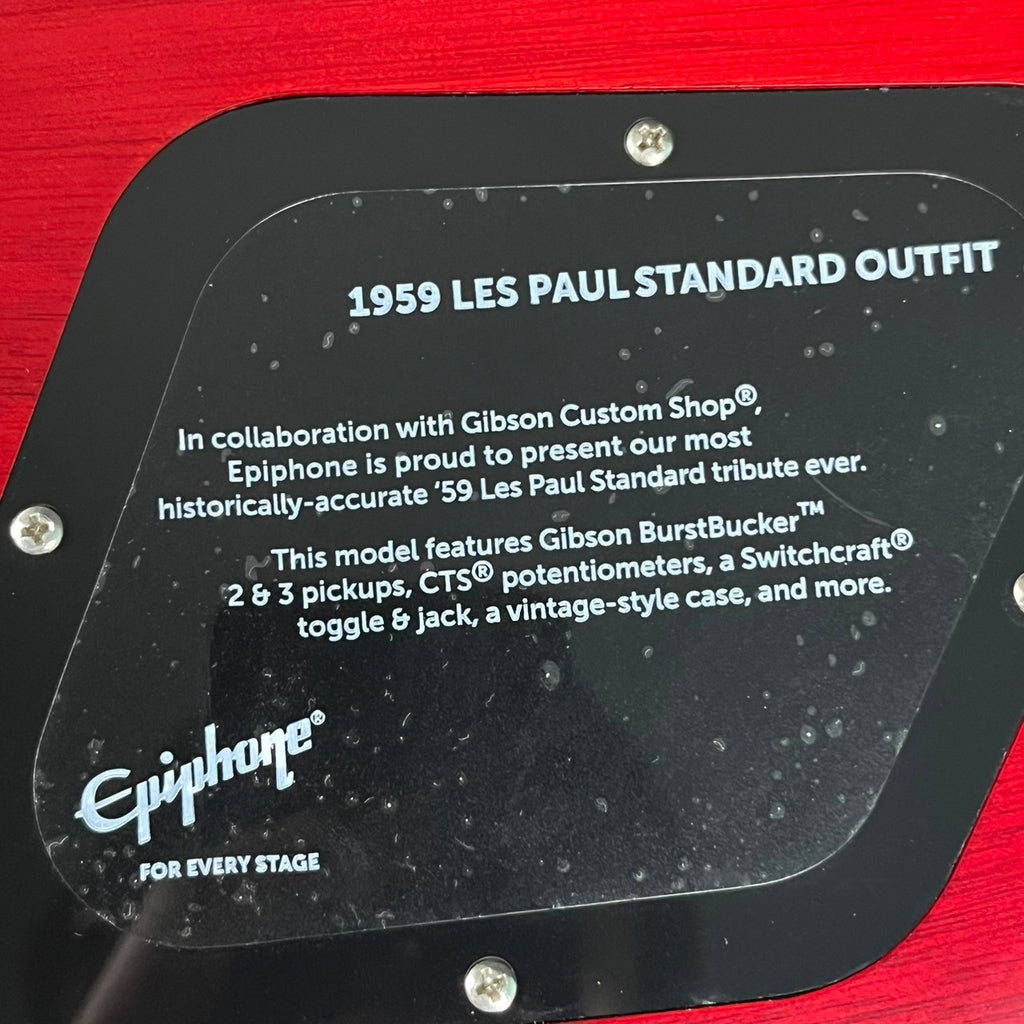 1959 LES PAUL STANDARD OUTFIT
In collaboration with Gibson Custom Shop®,
Epiphone is proud to present our most
historically-accurate '59 Les Paul Standard tribute ever.
This model features Gibson BurstBucker™
2 & 3 pickups, CTS® potentiometers, a Switchcraft®
toggle & jack, a vintage-style case, and more.
Epiphone®
FOR EVERY STAGE